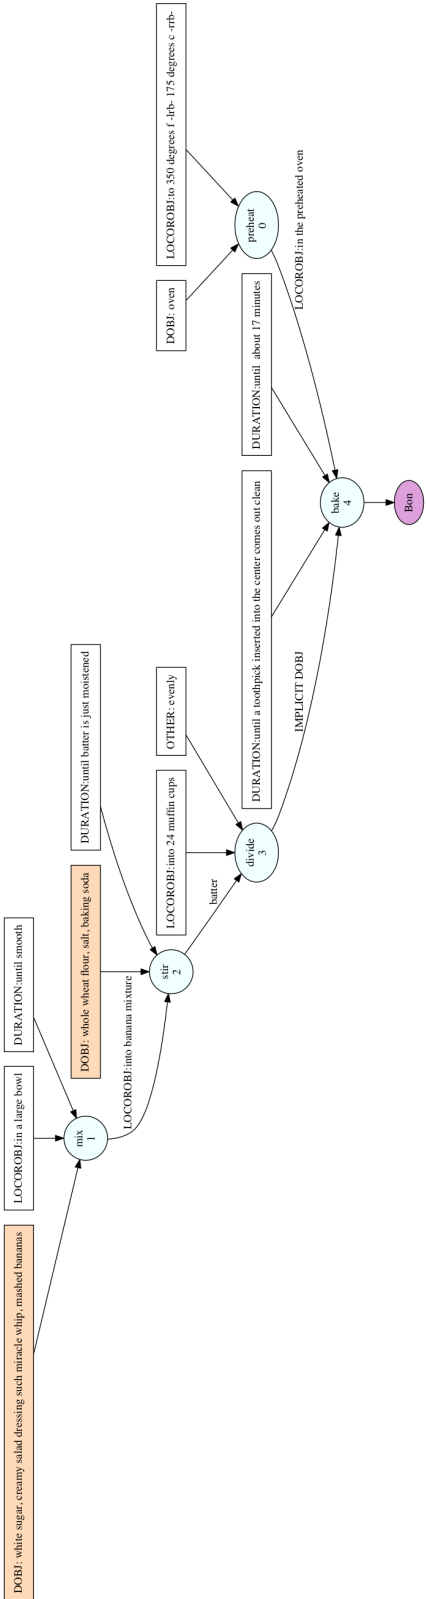 DOBJ: white sugar, creamy salad dressing such miracle whip, mashed bananas
LOCOROBJ:in a large bowl
DURATION:until smooth
mix
1
DOBJ: whole wheat flour, salt, baking soda
DURATION:until batter is just moistened
LOCOROBJ:into banana mixture
stir
2
LOCOROBJ:into 24 muffin cups
OTHER: evenly
DOBJ: oven
LOCOROBJ:to 350 degrees f -lrb- 175 degrees c -rrb-
batter
divide
3
DURATION:until a toothpick inserted into the center comes out clean
DURATION:until  about 17 minutes
preheat
0
IMPLICIT DOBJ
LOCOROBJ:in the preheated oven
bake
4
Bon